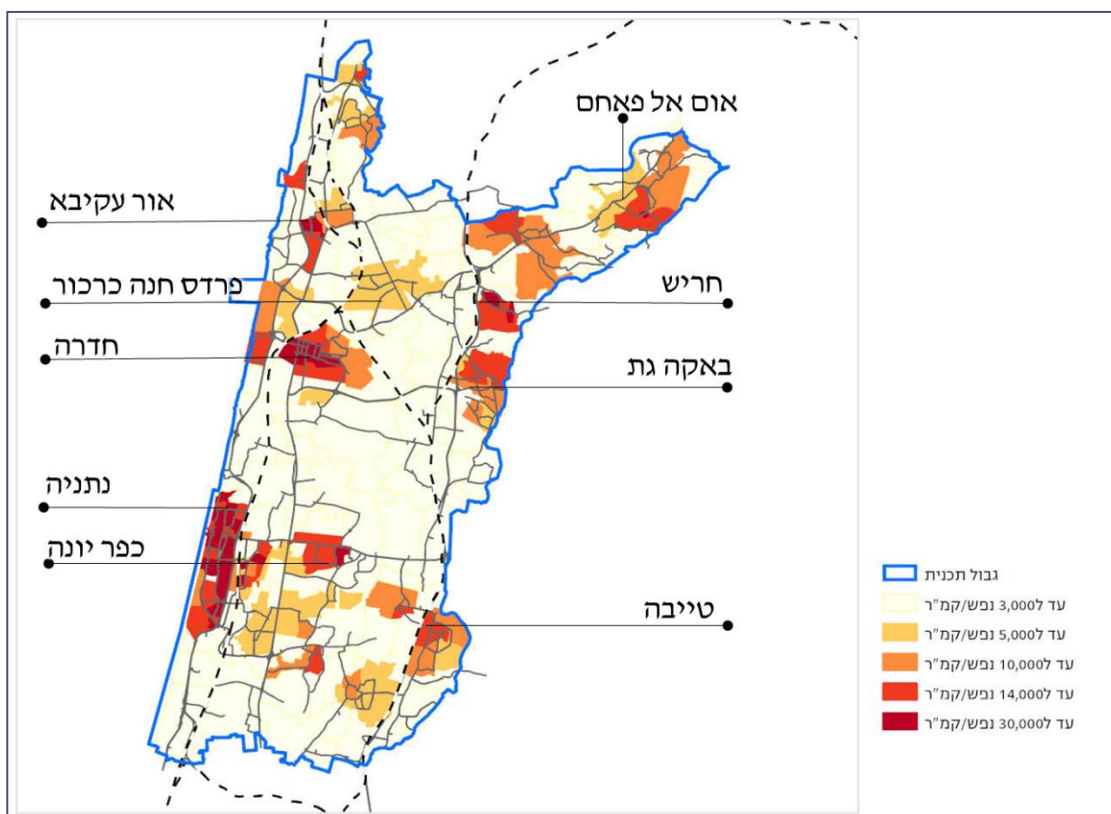 אום אל פאחם
אור עקיבא
פרדס חנה כרכור
חריש
חדרה
באקה גת
נתניה
כפר יונה
טייבה
גבול תכנית
עד ל3,000 נפש/קמ"ר
עד ל5,000 נפש/קמ"ר
עד ל10,000 נפש/קמ"ר
עד ל14,000 נפש/קמ"ר
עד ל30,000 נפש/קמ"ר